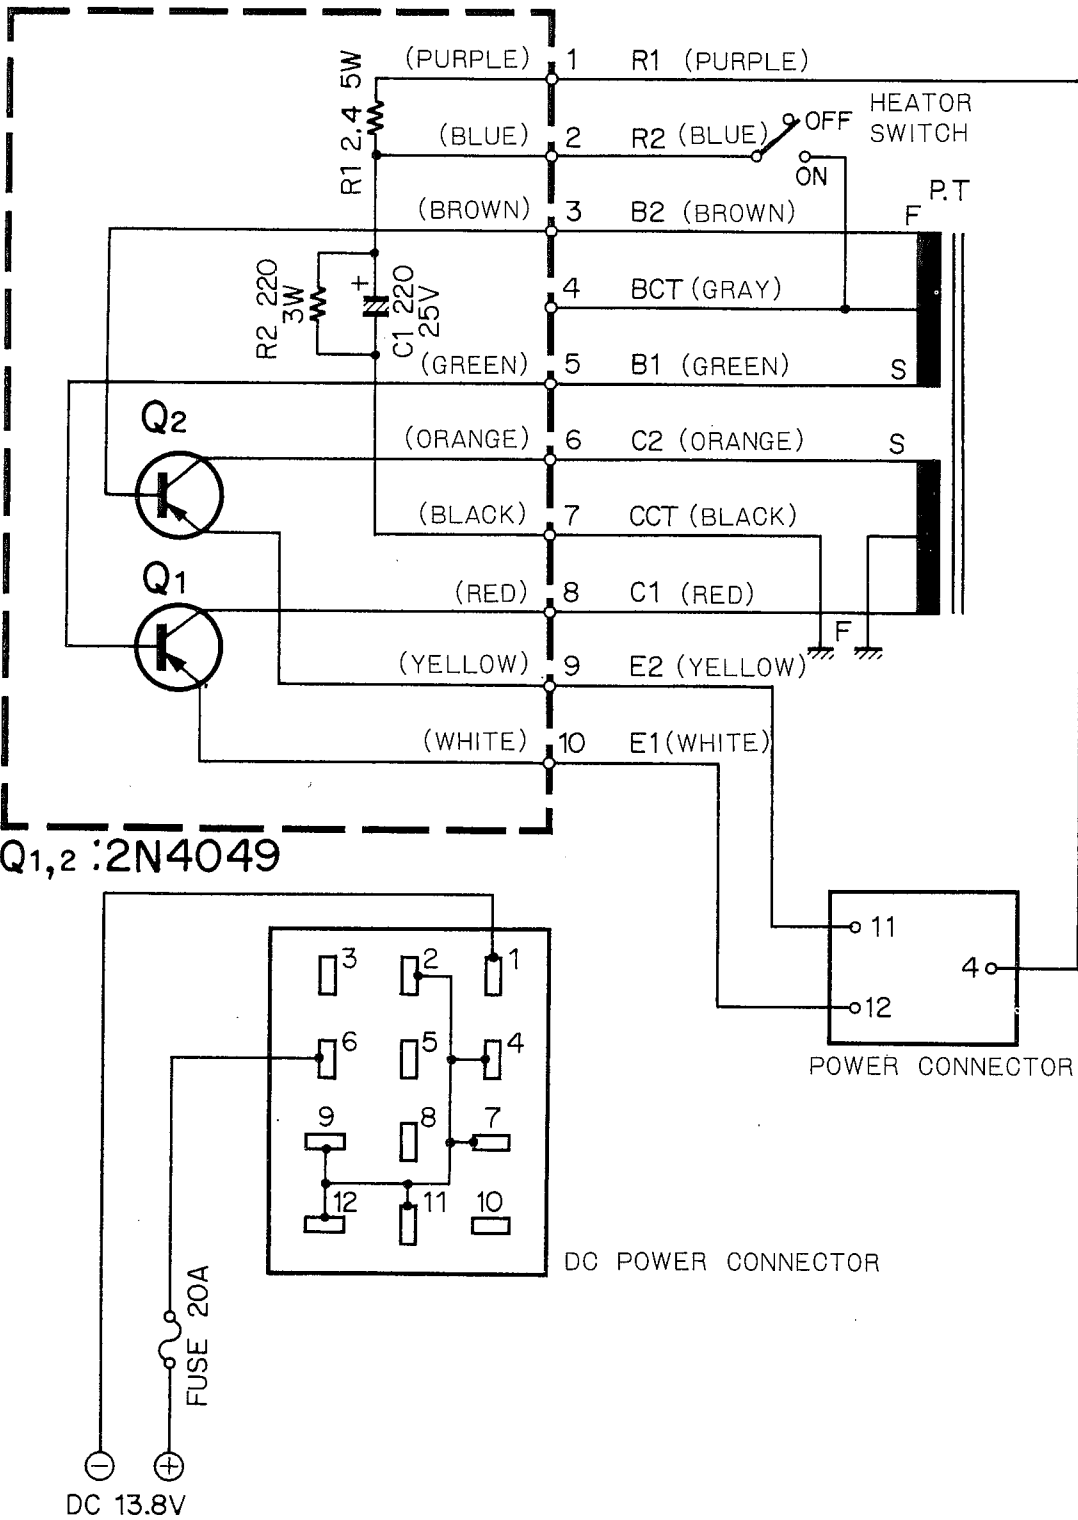 (PURPLE) 1 R1 (PURPLE)
R1 2.4 5W
HEATOR
SWITCH
OFF
(BLUE) 2 R2 (BLUE)
ON
P.T
(BROWN) 3 B2 (BROWN) F
R2 220
3W
+
C1 220
25V
4 BCT (GRAY)
(GREEN) 5 B1 (GREEN) S
Q2
(ORANGE) 6 C2 (ORANGE) S
(BLACK) 7 CCT (BLACK)
Q1
(RED) 8 C1 (RED)
F
(YELLOW) 9 E2 (YELLOW)
(WHITE) 10 E1 (WHITE)
Q1,2 :2N4049
11
4
12
POWER CONNECTOR
3 2 1
6 5 4
9 8 7
12 11 10
DC POWER CONNECTOR
FUSE 20A
− +
DC 13.8V